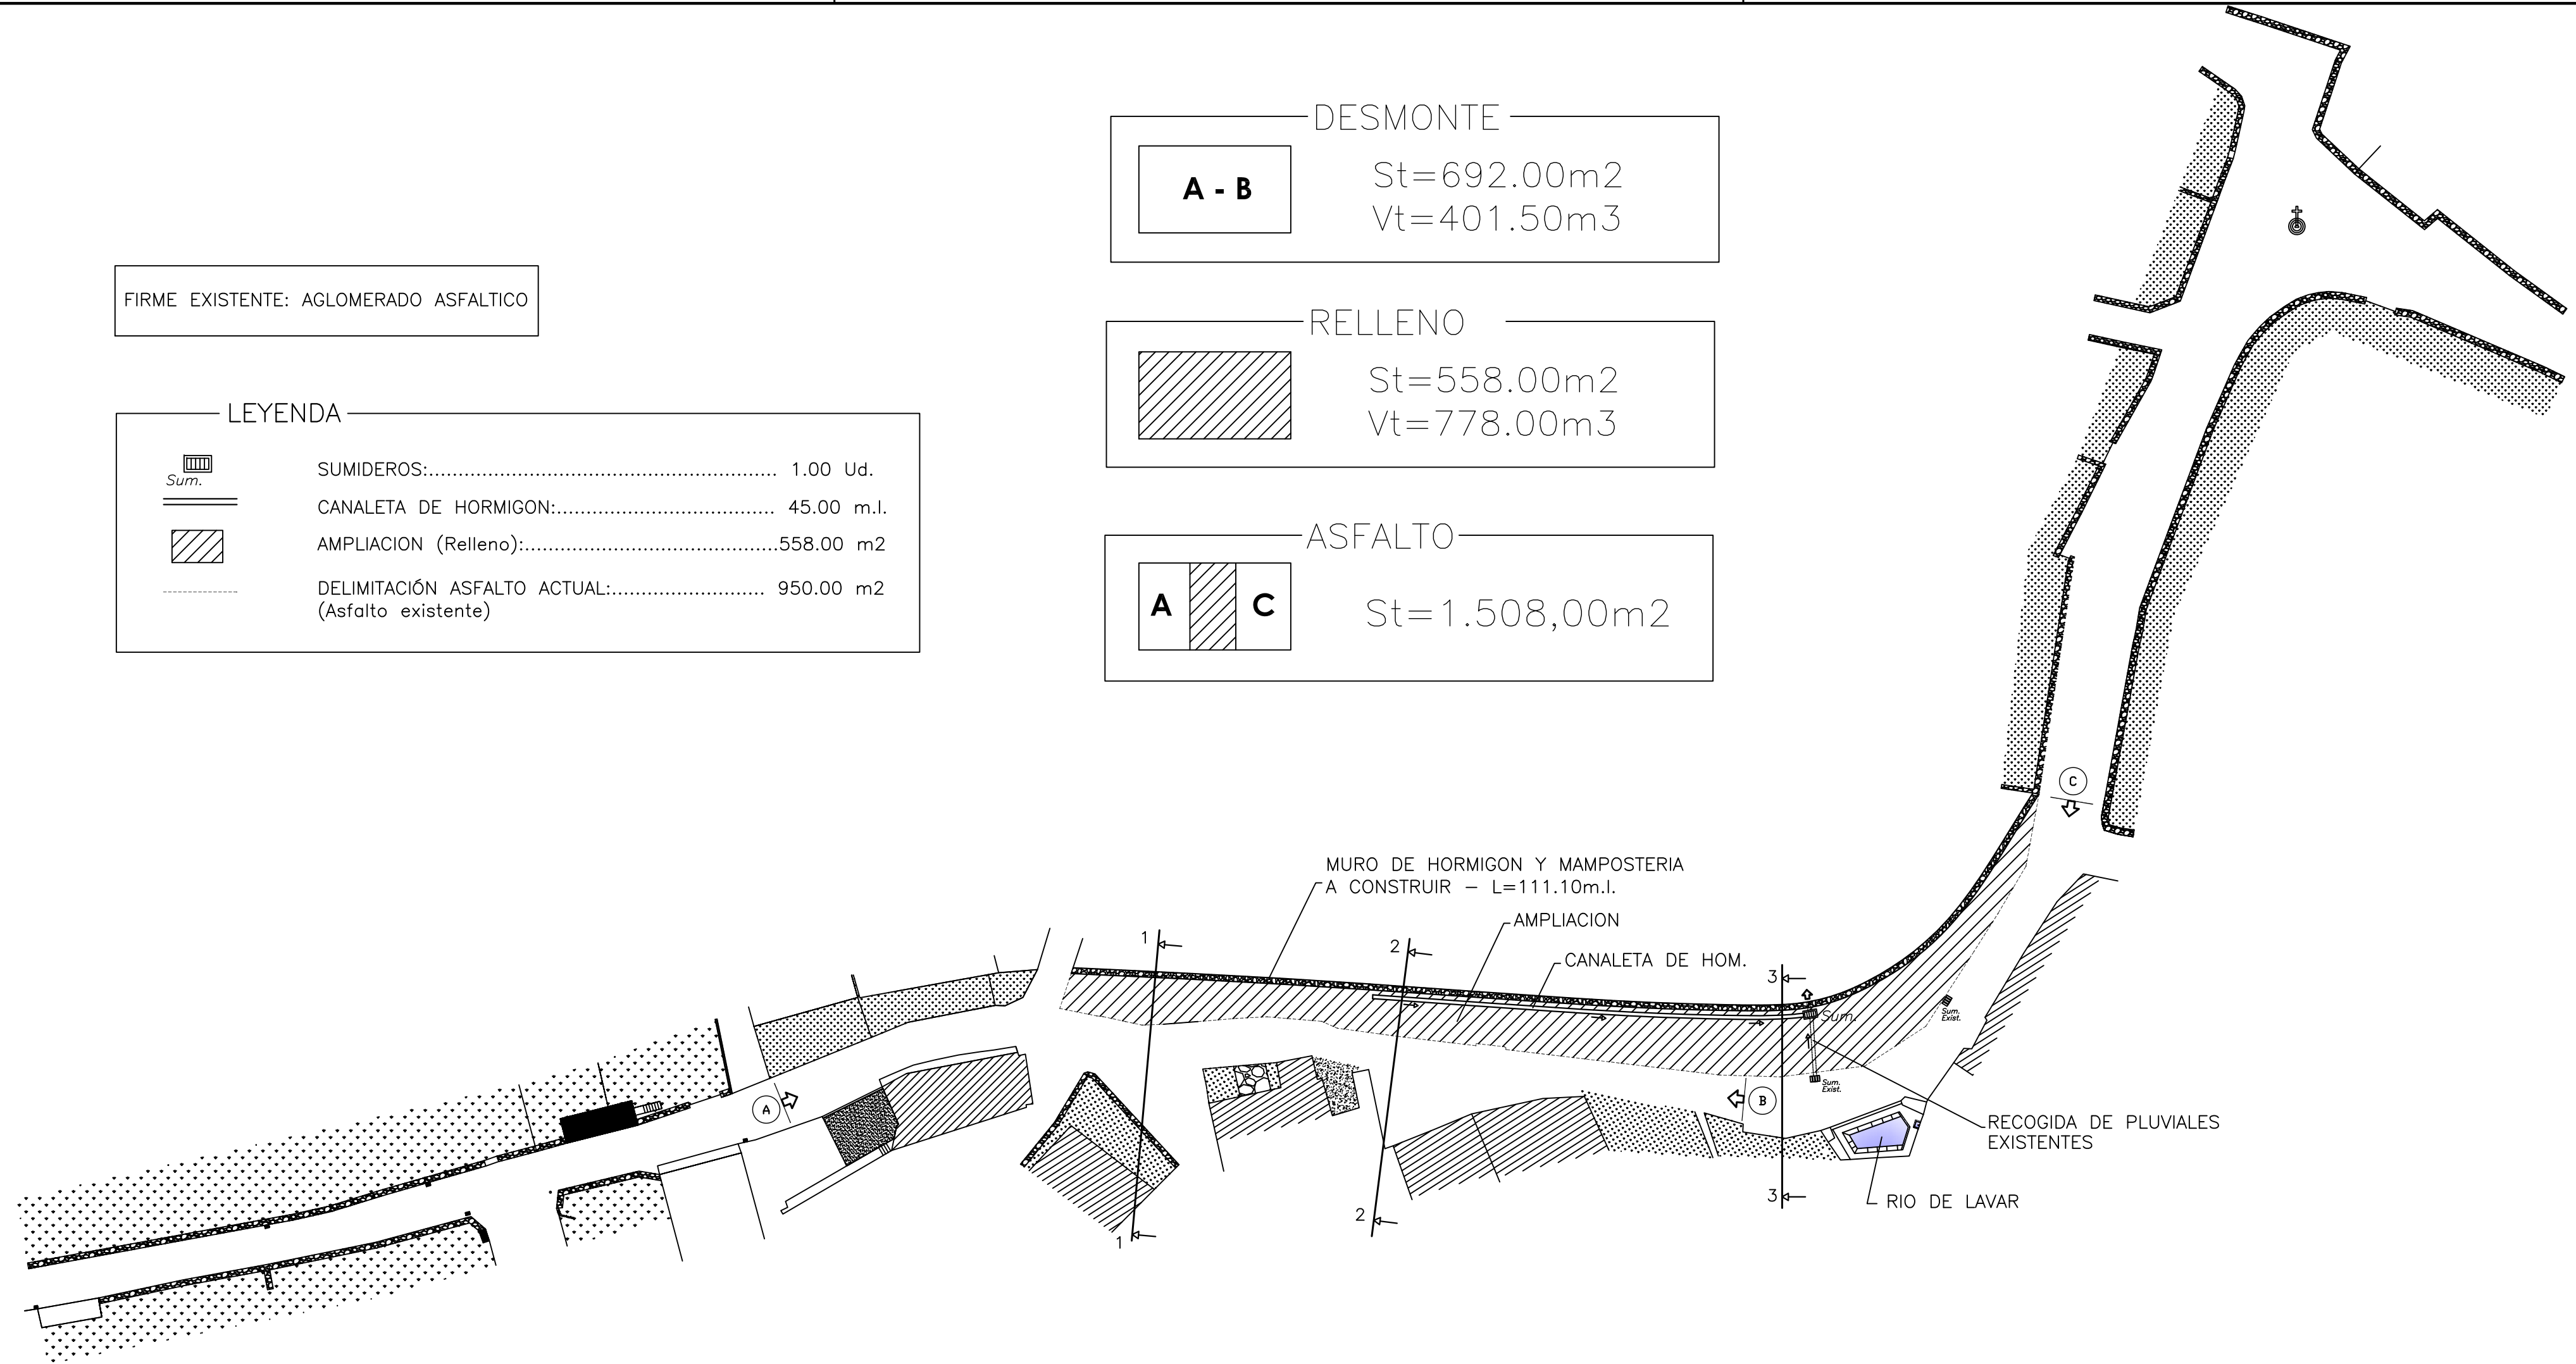 DESMONTE
A - B
St=692.00m2
Vt=401.50m3
FIRME EXISTENTE: AGLOMERADO ASFALTICO
RELLENO
St=558.00m2
Vt=778.00m3
LEYENDA
Sum.
SUMIDEROS:.......................................................... 1.00 Ud.
CANALETA DE HORMIGON:.................................... 45.00 m.l.
AMPLIACION (Relleno):..........................................558.00 m2
DELIMITACIÓN ASFALTO ACTUAL:......................... 950.00 m2
(Asfalto existente)
ASFALTO
A
C
St=1.508,00m2
C
MURO DE HORMIGON Y MAMPOSTERIA
A CONSTRUIR - L=111.10m.l.
AMPLIACION
CANALETA DE HOM.
1
2
3
Sum.
Sum.
Exist.
Sum.
Exist.
A
B
RECOGIDA DE PLUVIALES
EXISTENTES
RIO DE LAVAR
3
2
1